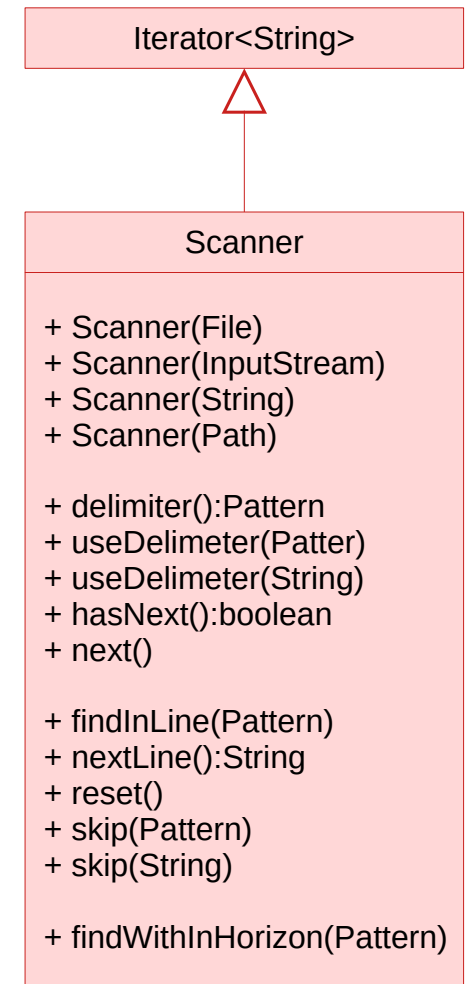 Iterator<String>
Scanner
+ Scanner(File)
+ Scanner(InputStream)
+ Scanner(String)
+ Scanner(Path)
+ delimiter():Pattern
+ useDelimeter(Patter)
+ useDelimeter(String)
+ hasNext():boolean
+ next()
+ findInLine(Pattern)
+ nextLine():String
+ reset()
+ skip(Pattern)
+ skip(String)
+ findWithInHorizon(Pattern)